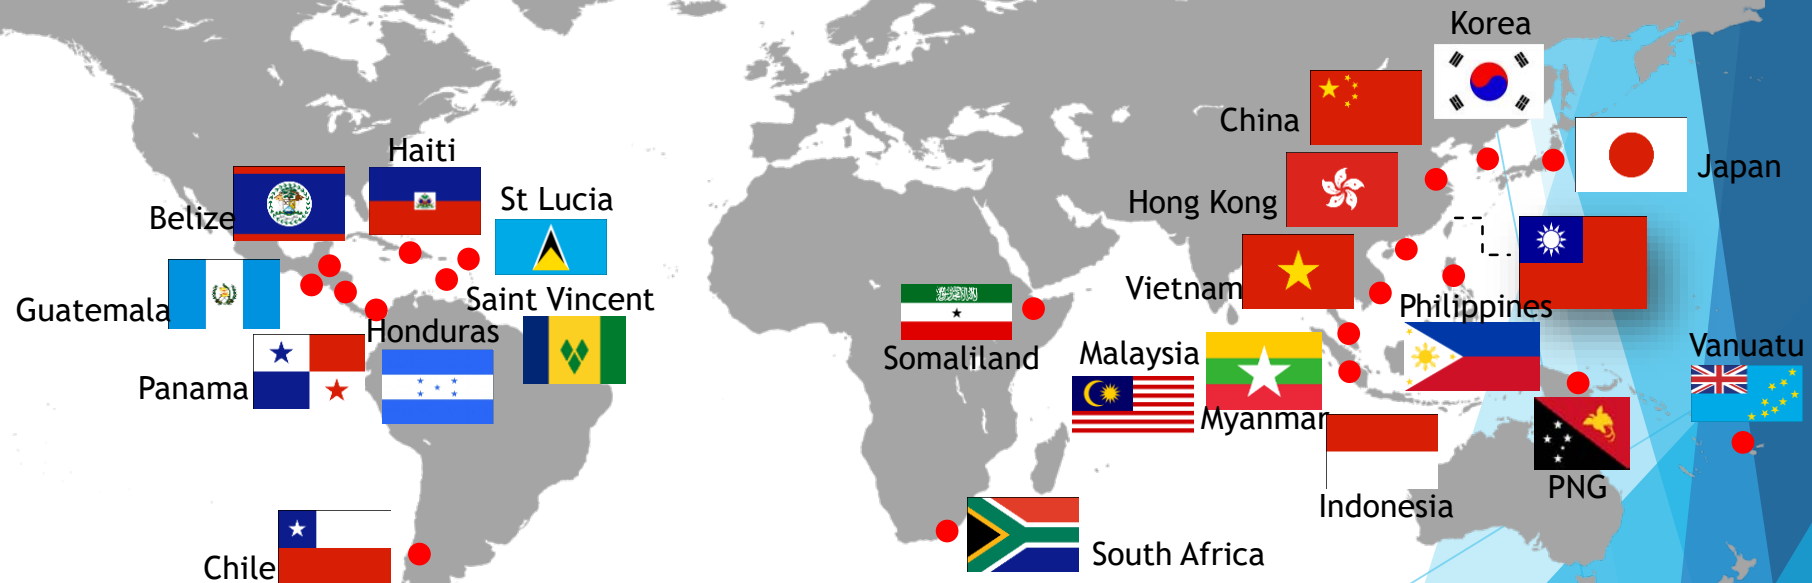 Korea
China
Haiti
Japan
St Lucia
Hong Kong
Belize
Vietnam
Saint Vincent
Philippines
Guatemala
Honduras
Vanuatu
Malaysia
Somaliland
Panama
Myanmar
PNG
Indonesia
South Africa
Chile